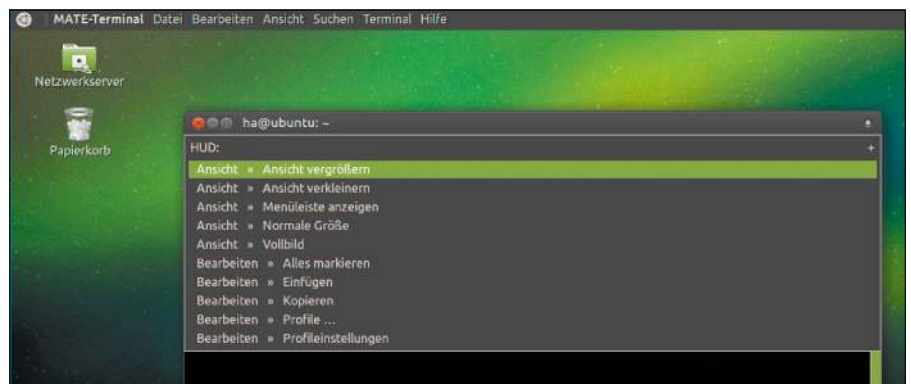 MATE-Terminal Datei Bearbeiten Ansicht Suchen Terminal Hilfe
Netzwerkserver
Papierkorb
ha@ubuntu: ~
HUD: +
Ansicht » Ansicht vergrößern
Ansicht » Ansicht verkleinern
Ansicht » Menüleiste anzeigen
Ansicht » Normale Größe
Ansicht » Vollbild
Bearbeiten » Alles markieren
Bearbeiten » Einfügen
Bearbeiten » Kopieren
Bearbeiten » Profile ...
Bearbeiten » Profileinstellungen